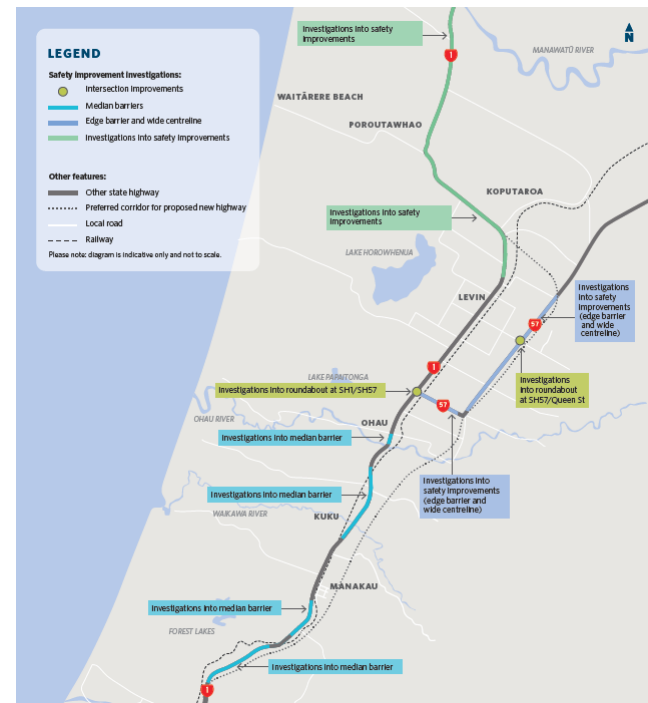 LEGEND
Safety improvement investigations:
Intersection improvements
Median barriers
Edge barrier and wide centreline
Investigations into safety improvements
Other features:
Other state highway
Preferred corridor for proposed new highway
Local road
Railway
Please note: diagram is indicative only and not to scale.
Investigations into safety
improvements
N
1
MANAWATŪ RIVER
WAITĀRERE BEACH
POROUTAWHAO
KOPUTAROA
Investigations into safety
improvements
LAKE HOROWHENUA
LEVIN
Investigations
into safety
improvements
(edge barrier
and wide
centreline)
57
1
LAKE PAPAITONGA
Investigations into roundabout at SH1/SH57
Investigations
into roundabout
at SH57/Queen St
57
OHAU RIVER
OHAU
Investigations into median barrier
Investigations into
safety improvements
(edge barrier and
wide centreline)
Investigations into median barrier
WAIKAWA RIVER
KUKU
MANAKAU
Investigations into median barrier
FOREST LAKES
Investigations into median barrier
1